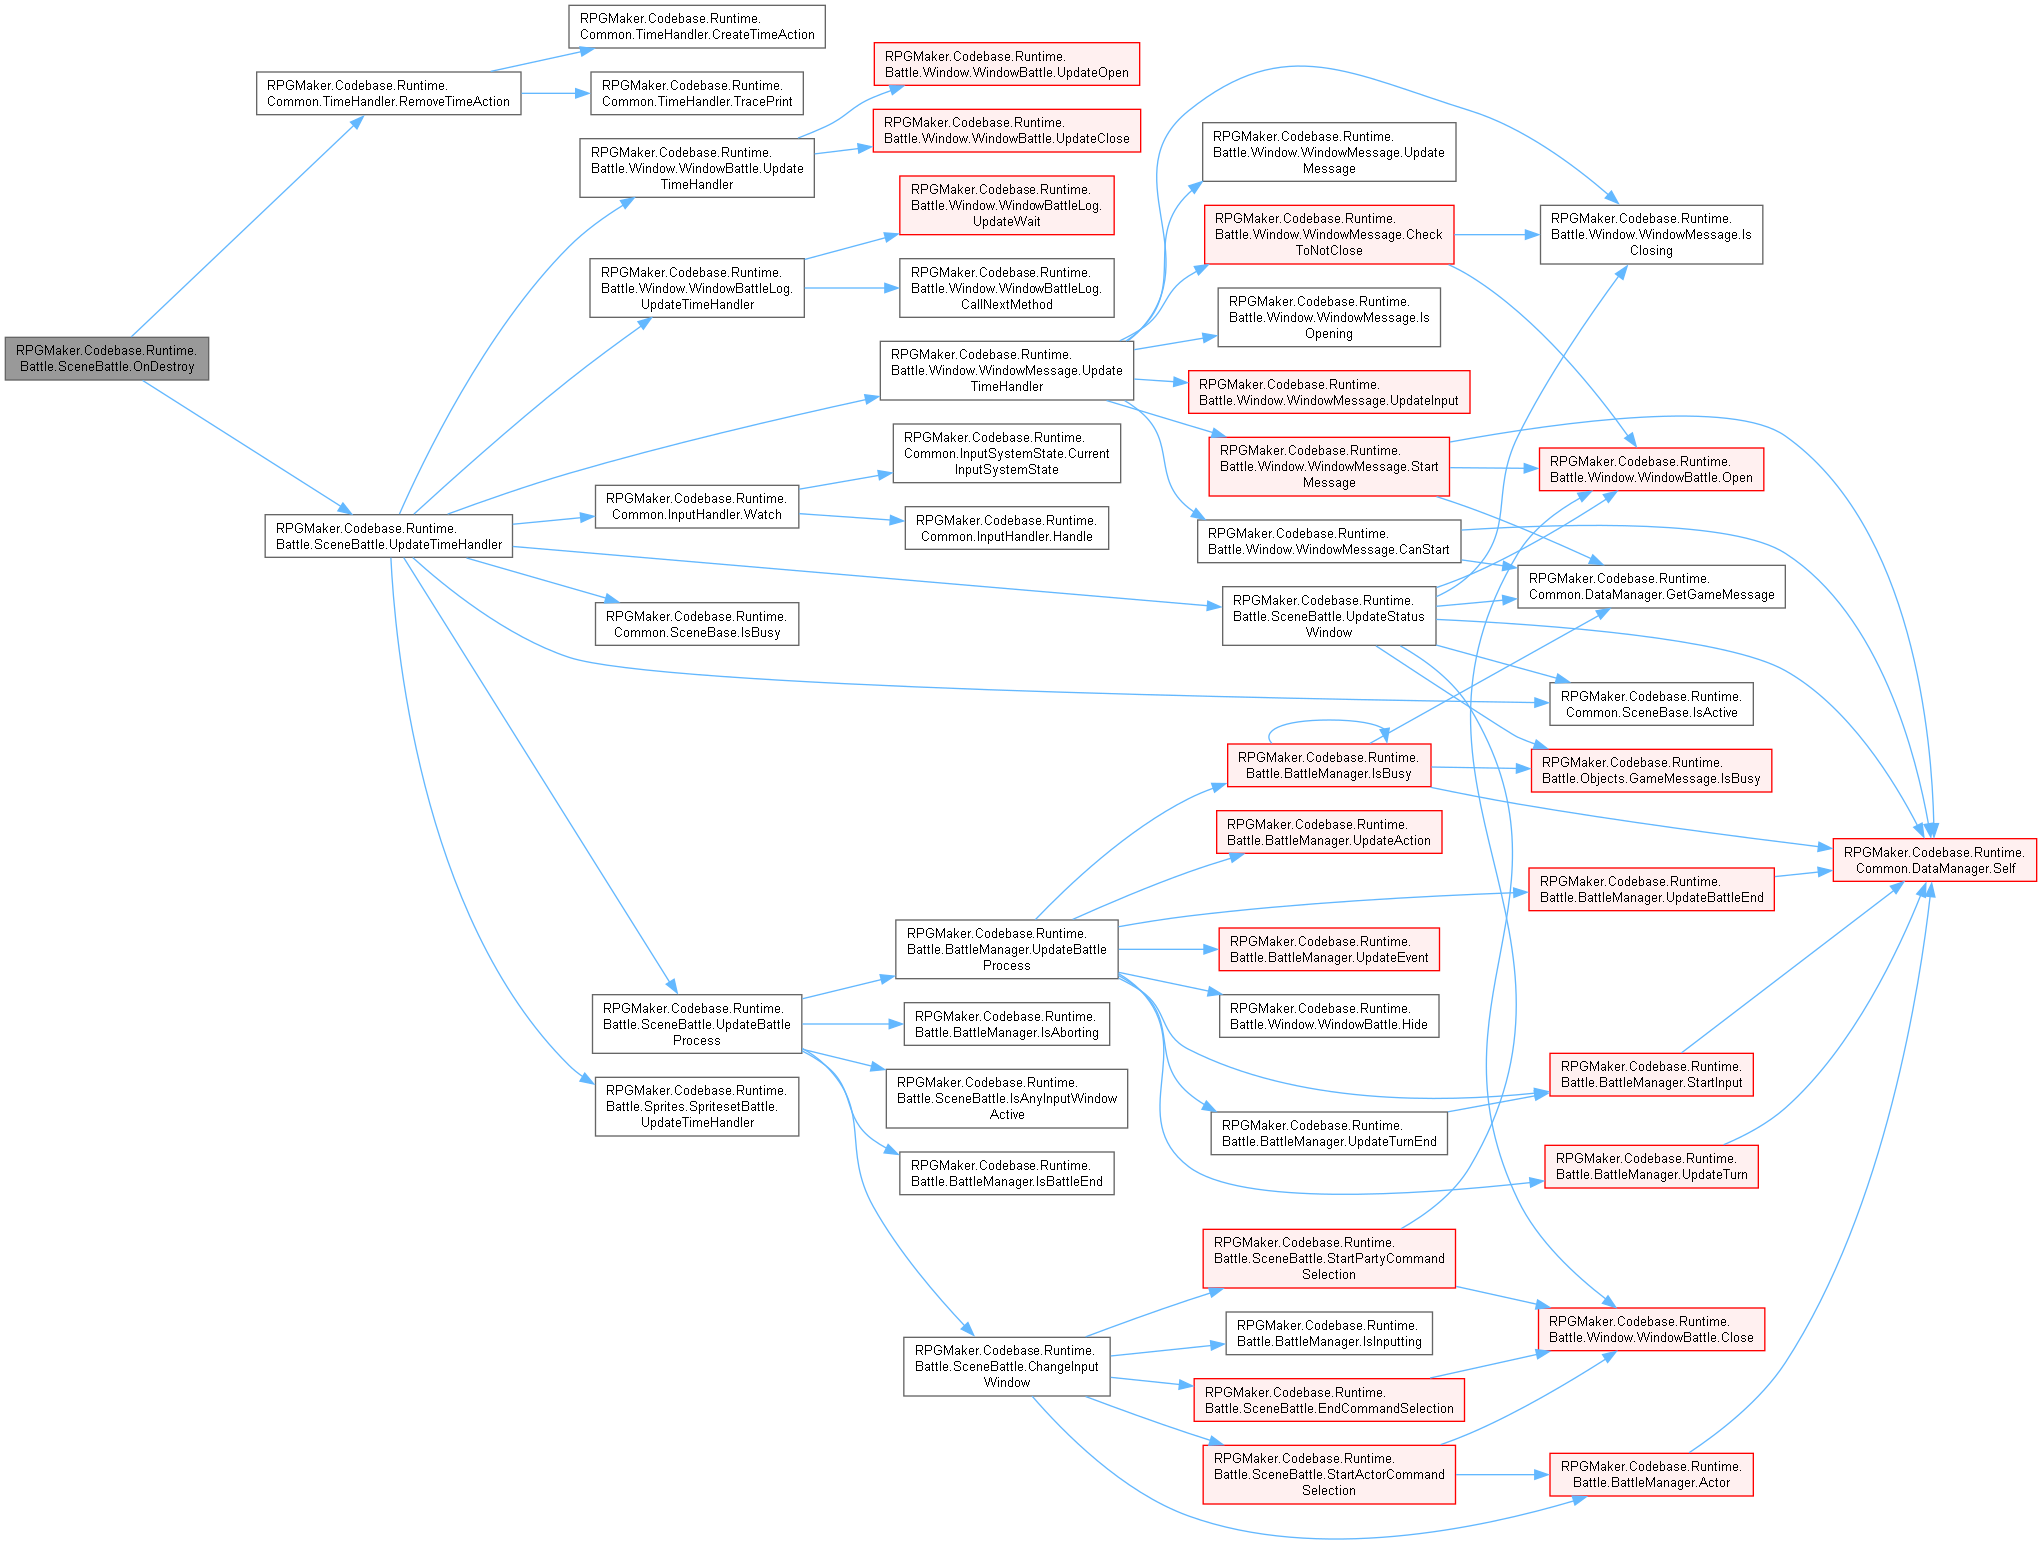 RPGMaker.Codebase.Runtime.
Battle.SceneBattle.OnDestroy
RPGMaker.Codebase.Runtime.
Common.TimeHandler.RemoveTimeAction
RPGMaker.Codebase.Runtime.
Battle.SceneBattle.UpdateTimeHandler
RPGMaker.Codebase.Runtime.
Common.TimeHandler.CreateTimeAction
RPGMaker.Codebase.Runtime.
Common.TimeHandler.TracePrint
RPGMaker.Codebase.Runtime.
Battle.Window.WindowBattle.Update
TimeHandler
RPGMaker.Codebase.Runtime.
Battle.Window.WindowBattleLog.
UpdateTimeHandler
RPGMaker.Codebase.Runtime.
Common.InputHandler.Watch
RPGMaker.Codebase.Runtime.
Common.SceneBase.IsBusy
RPGMaker.Codebase.Runtime.
Battle.SceneBattle.UpdateBattle
Process
RPGMaker.Codebase.Runtime.
Battle.Sprites.SpritesetBattle.
UpdateTimeHandler
RPGMaker.Codebase.Runtime.
Battle.Window.WindowBattle.UpdateOpen
RPGMaker.Codebase.Runtime.
Battle.Window.WindowBattle.UpdateClose
RPGMaker.Codebase.Runtime.
Battle.Window.WindowBattleLog.
UpdateWait
RPGMaker.Codebase.Runtime.
Battle.Window.WindowBattleLog.
CallNextMethod
RPGMaker.Codebase.Runtime.
Battle.Window.WindowMessage.Update
TimeHandler
RPGMaker.Codebase.Runtime.
Common.InputSystemState.Current
InputSystemState
RPGMaker.Codebase.Runtime.
Common.InputHandler.Handle
RPGMaker.Codebase.Runtime.
Battle.BattleManager.UpdateBattle
Process
RPGMaker.Codebase.Runtime.
Battle.BattleManager.IsAborting
RPGMaker.Codebase.Runtime.
Battle.SceneBattle.IsAnyInputWindow
Active
RPGMaker.Codebase.Runtime.
Battle.BattleManager.IsBattleEnd
RPGMaker.Codebase.Runtime.
Battle.SceneBattle.ChangeInput
Window
RPGMaker.Codebase.Runtime.
Battle.Window.WindowMessage.Update
Message
RPGMaker.Codebase.Runtime.
Battle.Window.WindowMessage.Check
ToNotClose
RPGMaker.Codebase.Runtime.
Battle.Window.WindowMessage.Is
Opening
RPGMaker.Codebase.Runtime.
Battle.Window.WindowMessage.UpdateInput
RPGMaker.Codebase.Runtime.
Battle.Window.WindowMessage.Start
Message
RPGMaker.Codebase.Runtime.
Battle.Window.WindowMessage.CanStart
RPGMaker.Codebase.Runtime.
Battle.SceneBattle.UpdateStatus
Window
RPGMaker.Codebase.Runtime.
Battle.BattleManager.IsBusy
RPGMaker.Codebase.Runtime.
Battle.BattleManager.UpdateAction
RPGMaker.Codebase.Runtime.
Battle.BattleManager.UpdateEvent
RPGMaker.Codebase.Runtime.
Battle.Window.WindowBattle.Hide
RPGMaker.Codebase.Runtime.
Battle.BattleManager.UpdateTurnEnd
RPGMaker.Codebase.Runtime.
Battle.SceneBattle.StartPartyCommand
Selection
RPGMaker.Codebase.Runtime.
Battle.BattleManager.IsInputting
RPGMaker.Codebase.Runtime.
Battle.SceneBattle.EndCommandSelection
RPGMaker.Codebase.Runtime.
Battle.SceneBattle.StartActorCommand
Selection
RPGMaker.Codebase.Runtime.
Battle.Window.WindowMessage.Is
Closing
RPGMaker.Codebase.Runtime.
Battle.Window.WindowBattle.Open
RPGMaker.Codebase.Runtime.
Common.DataManager.GetGameMessage
RPGMaker.Codebase.Runtime.
Common.SceneBase.IsActive
RPGMaker.Codebase.Runtime.
Battle.Objects.GameMessage.IsBusy
RPGMaker.Codebase.Runtime.
Battle.BattleManager.UpdateBattleEnd
RPGMaker.Codebase.Runtime.
Battle.BattleManager.StartInput
RPGMaker.Codebase.Runtime.
Battle.BattleManager.UpdateTurn
RPGMaker.Codebase.Runtime.
Battle.Window.WindowBattle.Close
RPGMaker.Codebase.Runtime.
Battle.BattleManager.Actor
RPGMaker.Codebase.Runtime.
Common.DataManager.Self